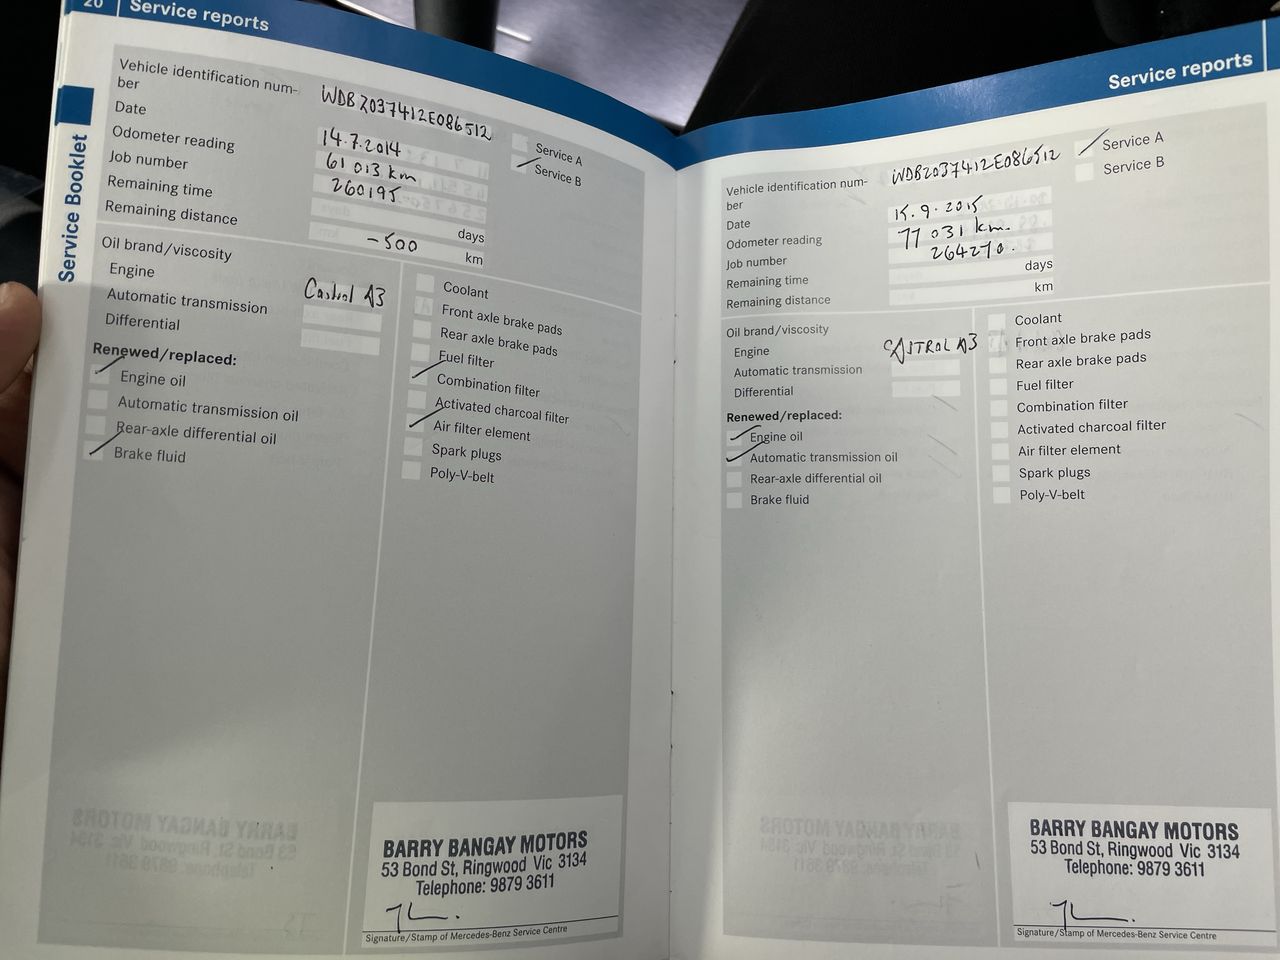 20 Service reports
Service Booklet
Vehicle identification num-
ber
WDB2037412E086512
Date
14.7.2014
Odometer reading
61 013 km
Job number
260195
Remaining time
days
Remaining distance
-500 km
Service A
Service B
Oil brand/viscosity
Engine
Castrol A3
Automatic transmission
Differential
Renewed/replaced:
Engine oil
Automatic transmission oil
Rear-axle differential oil
Brake fluid
Coolant
Front axle brake pads
Rear axle brake pads
Fuel filter
Combination filter
Activated charcoal filter
Air filter element
Spark plugs
Poly-V-belt
BARRY BANGAY MOTORS
53 Bond St, Ringwood Vic 3134
Telephone: 9879 3611
Signature/Stamp of Mercedes-Benz Service Centre
Service reports
Vehicle identification num-
ber
WDB2037412E086512
Date
15.9.2015
Odometer reading
77 031 km.
Job number
264270.
Remaining time
days
Remaining distance
km
Service A
Service B
Oil brand/viscosity
Engine
CASTROL A3
Automatic transmission
Differential
Renewed/replaced:
Engine oil
Automatic transmission oil
Rear-axle differential oil
Brake fluid
Coolant
Front axle brake pads
Rear axle brake pads
Fuel filter
Combination filter
Activated charcoal filter
Air filter element
Spark plugs
Poly-V-belt
BARRY BANGAY MOTORS
53 Bond St, Ringwood Vic 3134
Telephone: 9879 3611
Signature/Stamp of Mercedes-Benz Service Centre